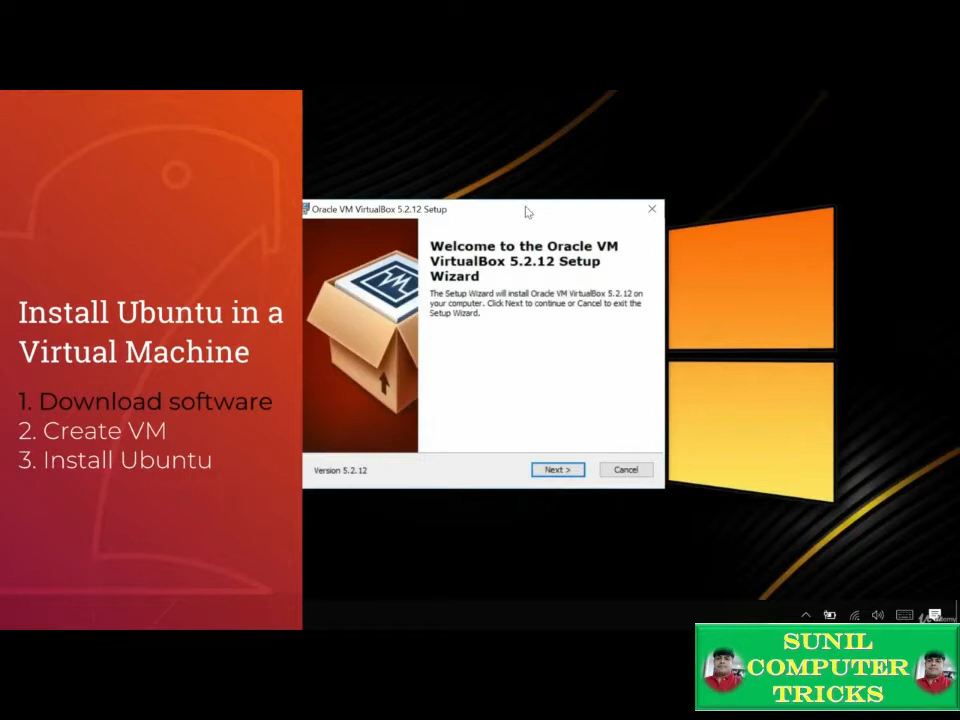 Install Ubuntu in a
Virtual Machine
1. Download software
2. Create VM
3. Install Ubuntu
Oracle VM VirtualBox 5.2.12 Setup
Welcome to the Oracle VM
VirtualBox 5.2.12 Setup
Wizard
The Setup Wizard will install Oracle VM VirtualBox 5.2.12 on
your computer. Click Next to continue or Cancel to exit the
Setup Wizard.
Version 5.2.12
Next >
Cancel
SUNIL
COMPUTER
TRICKS